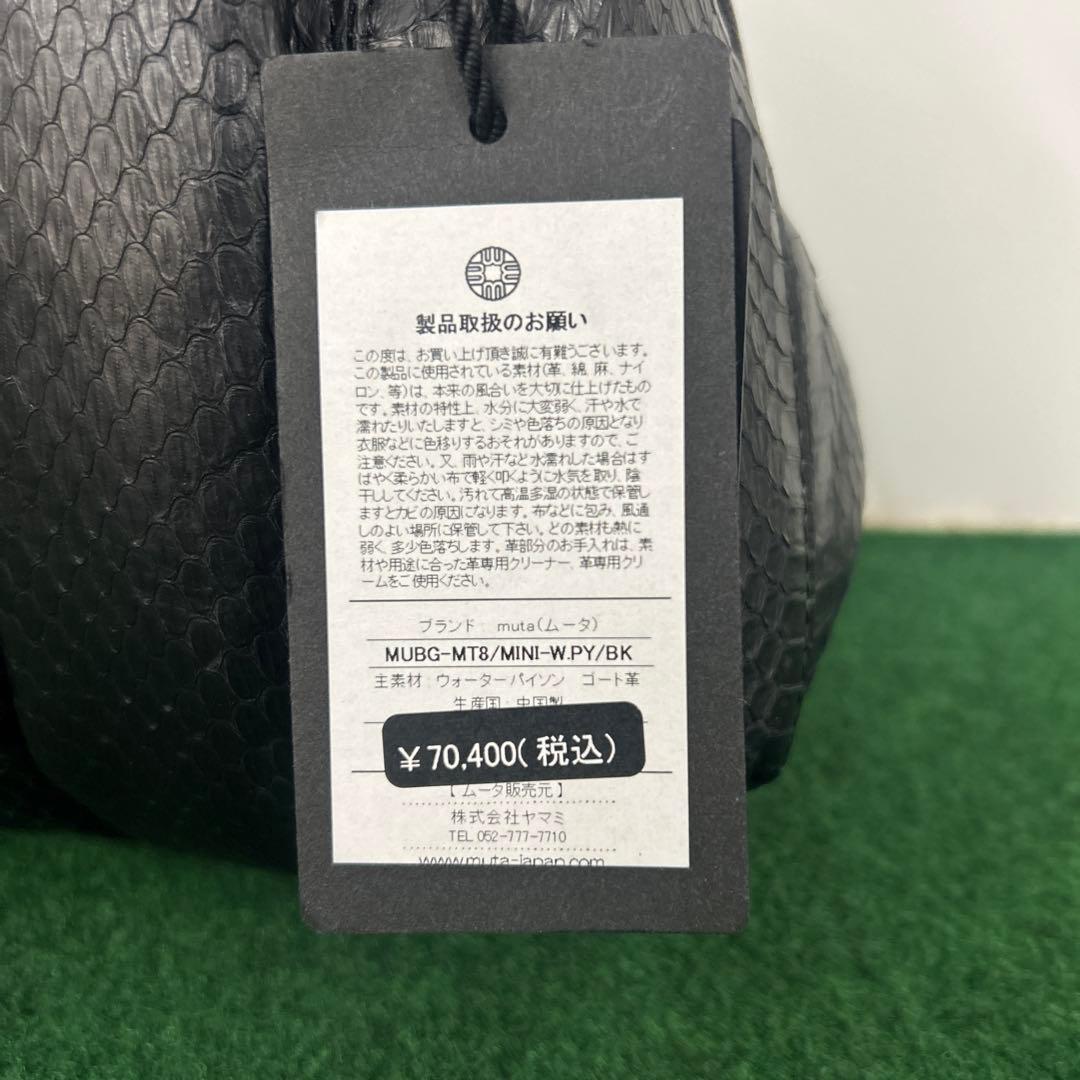 製品取扱のお願い
この度は、お買い上げ頂き誠に有難うございます。
この製品に使用されている素材(革、綿、麻、ナイ
ロン、等)は、本来の風合いを大切に仕上げたもの
です。素材の特性上、水分に大変弱く、汗や水で
濡れたりいたしますと、シミや色落ちの原因となり
衣服などに色移りするおそれがありますので、ご
注意ください。又、雨や汗など水濡れした場合はす
ばやく柔らかい布で軽く叩くように水気を取り、陰
干ししてください。汚れて高温多湿の状態で保管し
ますとカビの原因になります。布などに包み、風通
しのよい場所に保管して下さい。どの素材も熱に
弱く、多少色落ちします。革部分のお手入れは、素
材や用途に合った革専用クリーナー、革専用クリ
ームをご使用ください。
ブランド： muta(ムータ)
MUBG-MT8/MINI-W.PY/BK
主素材：ウォーターパイソン　ゴート革
生産国：中国製
￥70,400(税込)
【ムータ販売元】
株式会社ヤマミ
TEL 052-777-7710
www.muta-japan.com